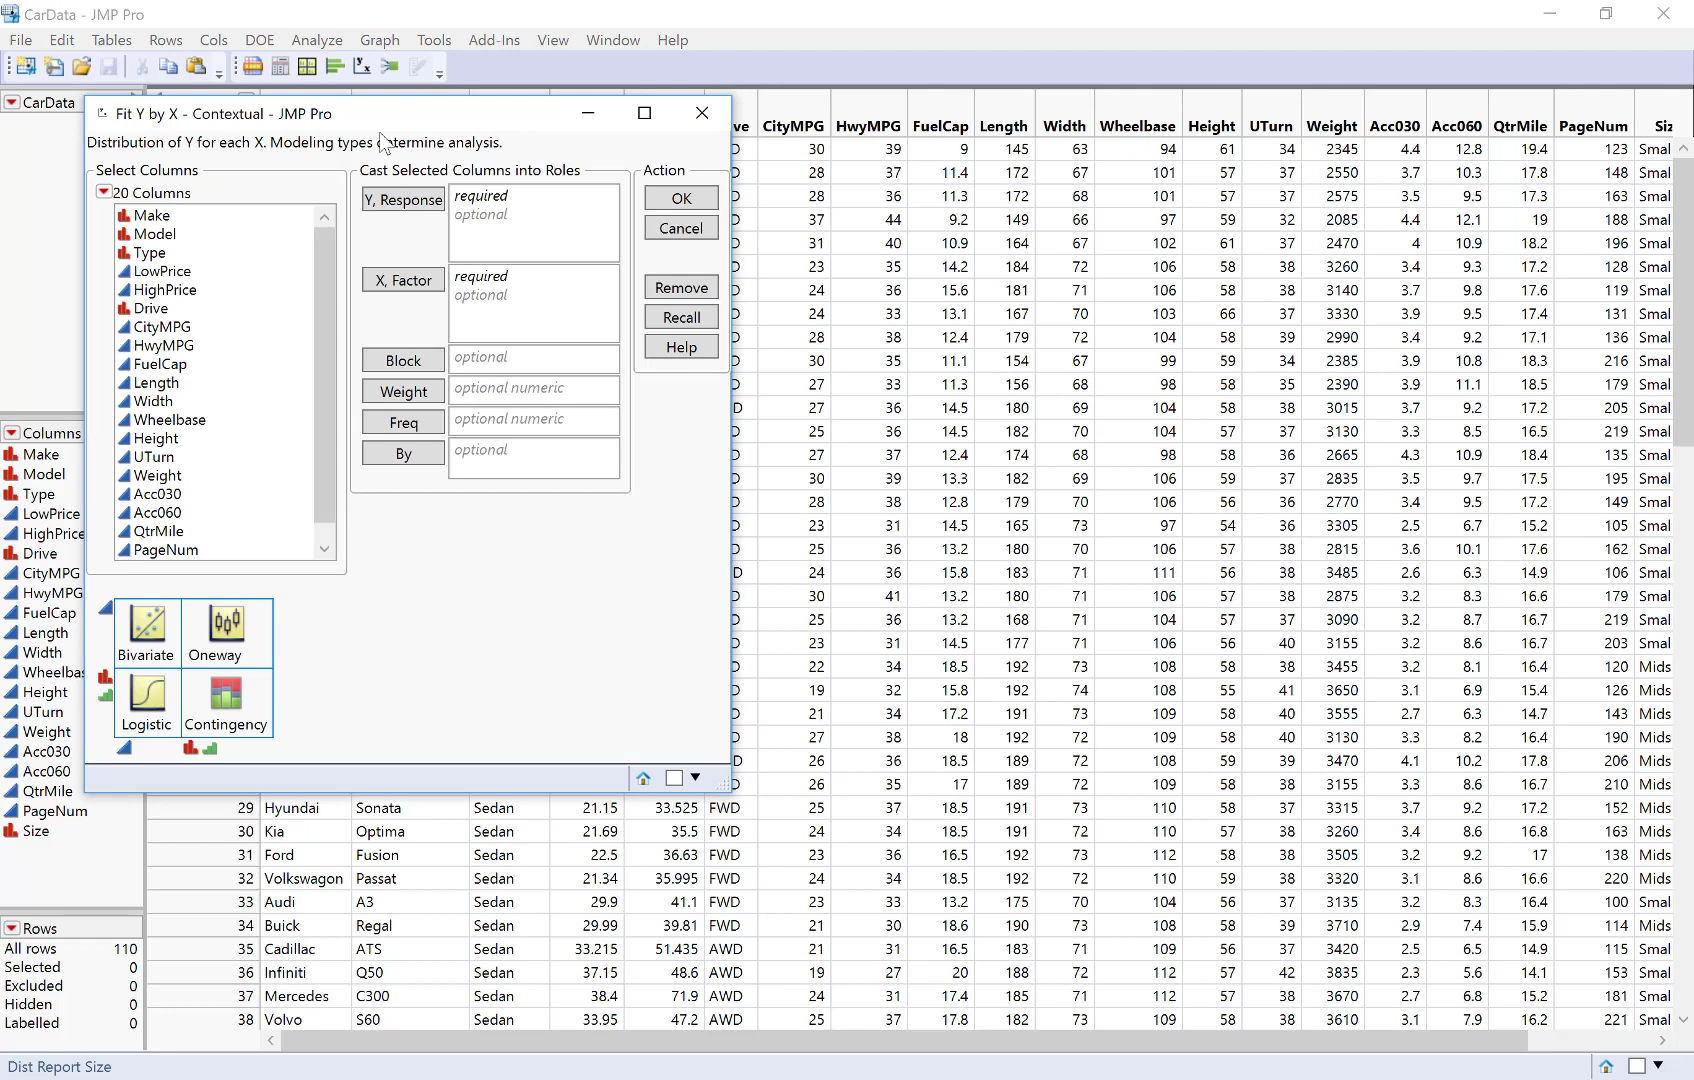 CarData - JMP Pro
File Edit Tables Rows Cols DOE Analyze Graph Tools Add-Ins View Window Help
CarData
Fit Y by X - Contextual - JMP Pro
Distribution of Y for each X. Modeling types determine analysis.
Select Columns
20 Columns
Make
Model
Type
LowPrice
HighPrice
Drive
CityMPG
HwyMPG
FuelCap
Length
Width
Wheelbase
Height
UTurn
Weight
Acc030
Acc060
QtrMile
PageNum
Cast Selected Columns into Roles
Y, Response required
optional
X, Factor required
optional
Block optional
Weight optional numeric
Freq optional numeric
By optional
Action
OK
Cancel
Remove
Recall
Help
Bivariate Oneway
Logistic Contingency
Columns
Make
Model
Type
LowPrice
HighPrice
Drive
CityMPG
HwyMPG
FuelCap
Length
Width
Wheelbas
Height
UTurn
Weight
Acc030
Acc060
QtrMile
PageNum
Size
Rows
All rows 110
Selected 0
Excluded 0
Hidden 0
Labelled 0
ve CityMPG HwyMPG FuelCap Length Width Wheelbase Height UTurn Weight Acc030 Acc060 QtrMile PageNum Siz
D 30 39 9 145 63 94 61 34 2345 4.4 12.8 19.4 123 Smal
D 28 37 11.4 172 67 101 57 37 2550 3.7 10.3 17.8 148 Smal
D 28 36 11.3 172 68 101 57 37 2575 3.5 9.5 17.3 163 Smal
D 37 44 9.2 149 66 97 59 32 2085 4.4 12.1 19 188 Smal
D 31 40 10.9 164 67 102 61 37 2470 4 10.9 18.2 196 Smal
D 23 35 14.2 184 72 106 58 38 3260 3.4 9.3 17.2 128 Smal
D 24 36 15.6 181 71 106 58 38 3140 3.7 9.8 17.6 119 Smal
D 24 33 13.1 167 70 103 66 37 3330 3.9 9.5 17.4 131 Smal
D 28 38 12.4 179 72 104 58 39 2990 3.4 9.2 17.1 136 Smal
D 30 35 11.1 154 67 99 59 34 2385 3.9 10.8 18.3 216 Smal
D 27 33 11.3 156 68 98 58 35 2390 3.9 11.1 18.5 179 Smal
D 27 36 14.5 180 69 104 58 38 3015 3.7 9.2 17.2 205 Smal
D 25 36 14.5 182 70 104 57 38 3130 3.3 8.5 16.5 219 Smal
D 27 37 12.4 174 68 98 58 36 2665 4.3 10.9 18.4 135 Smal
D 30 39 13.3 182 69 106 59 37 2835 3.5 9.7 17.5 195 Smal
D 28 38 12.8 179 70 106 56 36 2770 3.4 9.5 17.2 149 Smal
D 23 31 14.5 165 73 97 54 36 3305 2.5 6.7 15.2 105 Smal
D 25 36 13.2 180 70 106 57 38 2815 3.6 10.1 17.6 162 Smal
D 24 36 15.8 183 71 111 56 38 3485 2.6 6.3 14.9 106 Smal
D 30 41 13.2 180 71 106 57 38 2875 3.2 8.3 16.6 179 Smal
D 25 36 13.2 168 71 104 57 37 3090 3.2 8.7 16.7 219 Smal
D 23 31 14.5 177 71 106 56 40 3155 3.2 8.6 16.7 203 Smal
D 22 34 18.5 192 73 108 58 38 3455 3.2 8.1 16.4 120 Mids
D 19 32 15.8 192 74 108 55 41 3650 3.1 6.9 15.4 126 Mids
D 21 34 17.2 191 73 109 58 40 3555 2.7 6.3 14.7 143 Mids
D 27 38 18 192 72 109 58 40 3130 3.3 8.2 16.4 190 Mids
D 26 36 18.5 189 72 108 59 39 3470 4.1 10.2 17.8 206 Mids
D 26 35 17 189 72 109 58 38 3155 3.3 8.6 16.7 210 Mids
29 Hyundai Sonata Sedan 21.15 33.525 FWD 25 37 18.5 191 73 110 58 37 3315 3.7 9.2 17.2 152 Mids
30 Kia Optima Sedan 21.69 35.5 FWD 24 34 18.5 191 72 110 57 38 3260 3.4 8.6 16.8 163 Mids
31 Ford Fusion Sedan 22.5 36.63 FWD 23 36 16.5 192 73 112 58 38 3505 3.2 9.2 17 138 Mids
32 Volkswagon Passat Sedan 21.34 35.995 FWD 24 34 18.5 192 72 110 59 38 3320 3.1 8.6 16.6 220 Mids
33 Audi A3 Sedan 29.9 41.1 FWD 23 33 13.2 175 70 104 56 37 3135 3.2 8.3 16.4 100 Smal
34 Buick Regal Sedan 29.99 39.81 FWD 21 30 18.6 190 73 108 58 39 3710 2.9 7.4 15.9 114 Mids
35 Cadillac ATS Sedan 33.215 51.435 AWD 21 31 16.5 183 71 109 56 37 3420 2.5 6.5 14.9 115 Smal
36 Infiniti Q50 Sedan 37.15 48.6 AWD 19 27 20 188 72 112 57 42 3835 2.3 5.6 14.1 153 Smal
37 Mercedes C300 Sedan 38.4 71.9 AWD 24 31 17.4 185 71 112 57 38 3670 2.7 6.8 15.2 181 Smal
38 Volvo S60 Sedan 33.95 47.2 AWD 25 37 17.8 182 73 109 58 38 3610 3.1 7.9 16.2 221 Smal
Dist Report Size